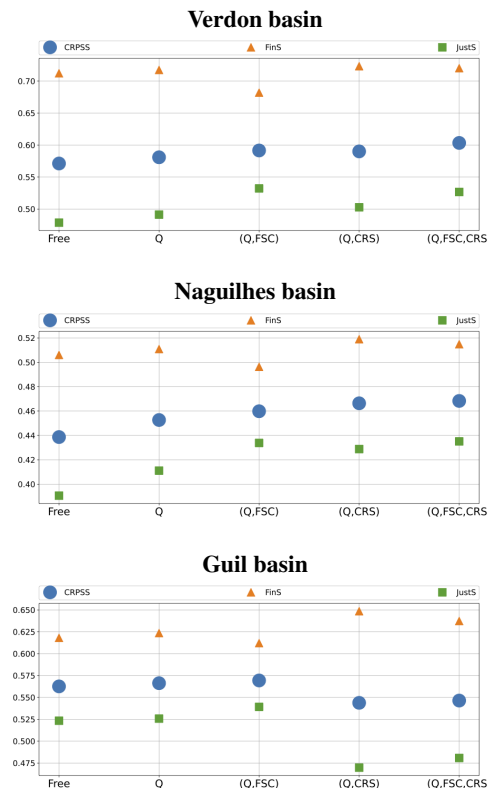 Verdon basin
CRPSS FinS JustS
0.70
0.65
0.60
0.55
0.50
Free Q (Q,FSC) (Q,CRS) (Q,FSC,CRS
Naguilhes basin
CRPSS FinS JustS
0.52
0.50
0.48
0.46
0.44
0.42
0.40
Free Q (Q,FSC) (Q,CRS) (Q,FSC,CRS
Guil basin
CRPSS FinS JustS
0.650
0.625
0.600
0.575
0.550
0.525
0.500
0.475
Free Q (Q,FSC) (Q,CRS) (Q,FSC,CRS